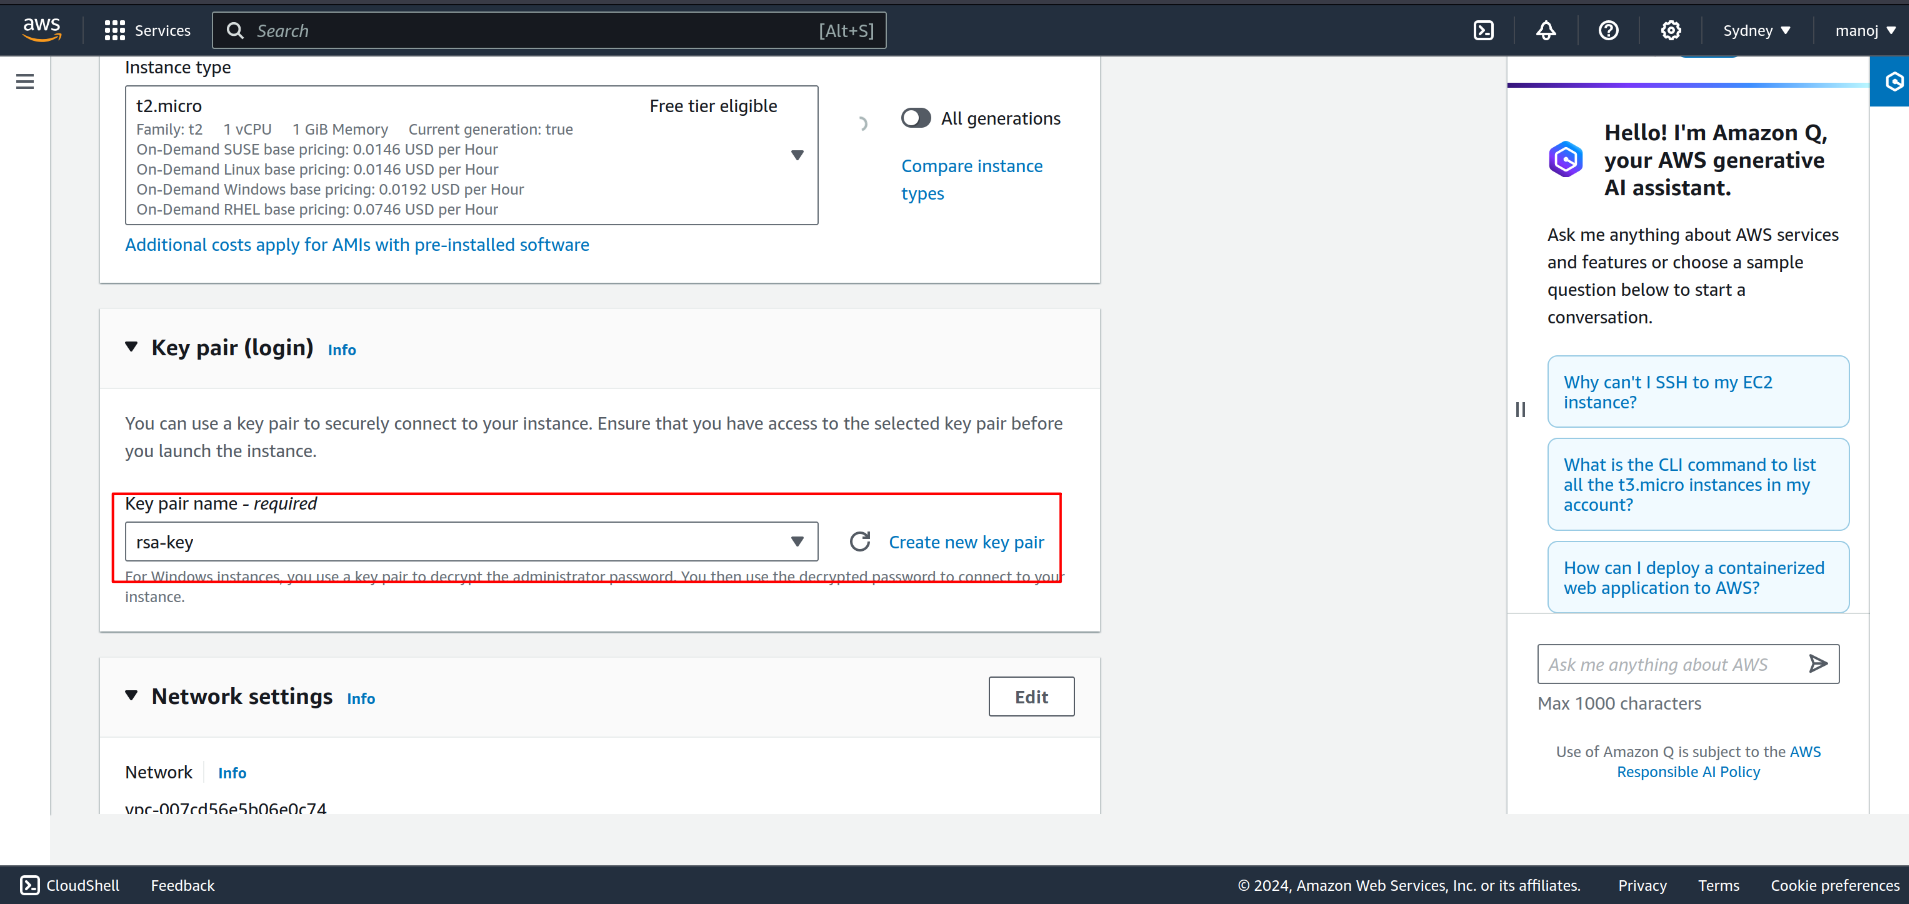 aws Services Search [Alt+S] Sydney ▼ manoj ▼
Instance type
t2.micro Free tier eligible
Family: t2 1 vCPU 1 GiB Memory Current generation: true
On-Demand SUSE base pricing: 0.0146 USD per Hour
On-Demand Linux base pricing: 0.0146 USD per Hour
On-Demand Windows base pricing: 0.0192 USD per Hour
On-Demand RHEL base pricing: 0.0746 USD per Hour
All generations
Compare instance
types
Additional costs apply for AMIs with pre-installed software
Key pair (login) Info
You can use a key pair to securely connect to your instance. Ensure that you have access to the selected key pair before
you launch the instance.
Key pair name - required
rsa-key
Create new key pair
For Windows instances, you use a key pair to decrypt the administrator password. You then use the decrypted password to connect to your
instance.
Network settings Info
Edit
Network Info
vpc-007cd56e5b06e0c74
Hello! I'm Amazon Q,
your AWS generative
AI assistant.
Ask me anything about AWS services
and features or choose a sample
question below to start a
conversation.
Why can't I SSH to my EC2
instance?
What is the CLI command to list
all the t3.micro instances in my
account?
How can I deploy a containerized
web application to AWS?
Ask me anything about AWS
Max 1000 characters
Use of Amazon Q is subject to the AWS
Responsible AI Policy
CloudShell Feedback © 2024, Amazon Web Services, Inc. or its affiliates. Privacy Terms Cookie preferences